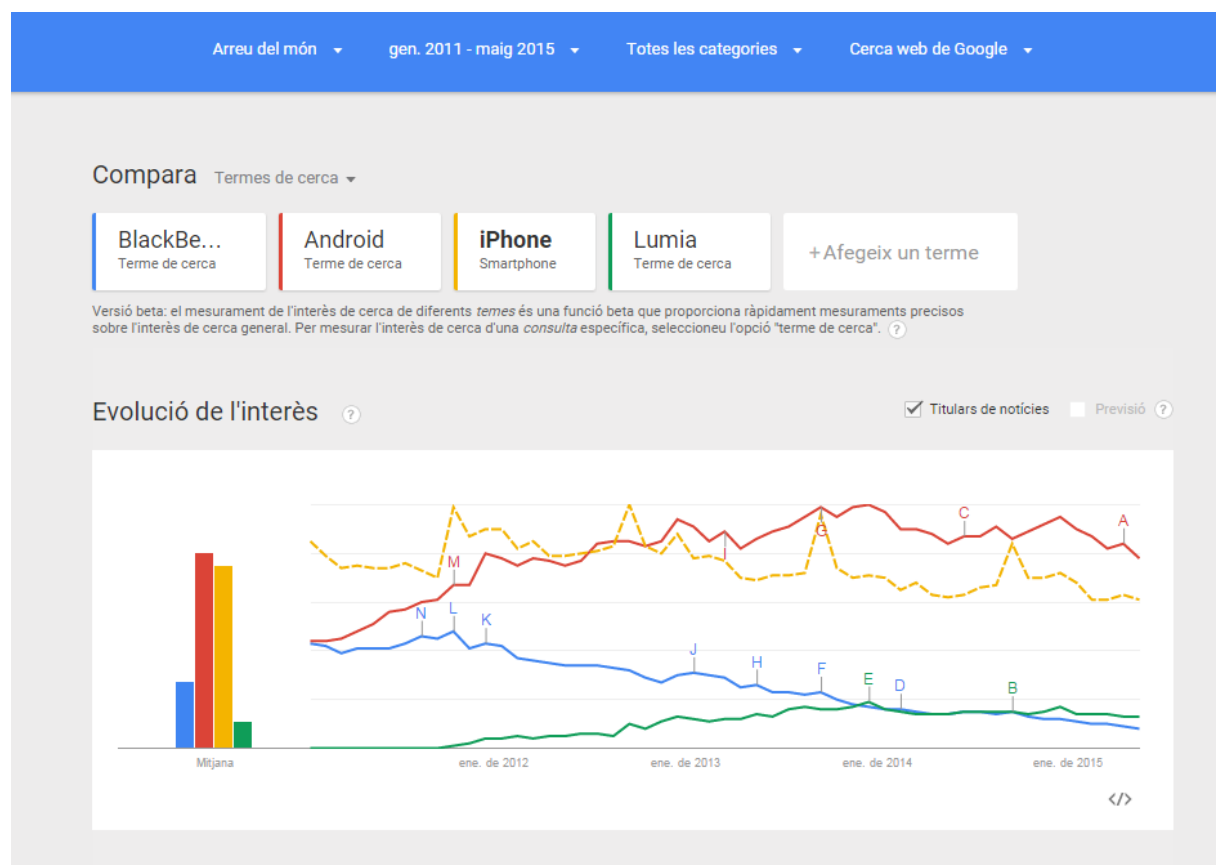 Arreu del món gen. 2011 - maig 2015 Totes les categories Cerca web de Google
Compara Termes de cerca
BlackBe... Android iPhone Lumia +Afegeix un terme
Terme de cerca Terme de cerca Smartphone Terme de cerca
Versió beta: el mesurament de l'interès de cerca de diferents temes és una funció beta que proporciona ràpidament mesuraments precisos
sobre l'interès de cerca general. Per mesurar l'interès de cerca d'una consulta específica, seleccioneu l'opció "terme de cerca". ?
Evolució de l'interès ? Titulars de notícies Previsió ?
C
A
G
I
M
N L K
J
H
F
E D B
Mitjana ene. de 2012 ene. de 2013 ene. de 2014 ene. de 2015
</>